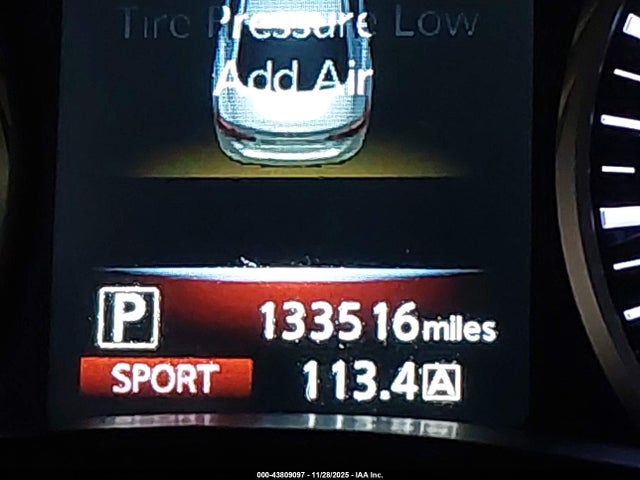 Tire Pressure Low
Add Air
P 133516 miles
SPORT 113.4 A
000-43809097 - 11/28/2025 - IAA Inc.